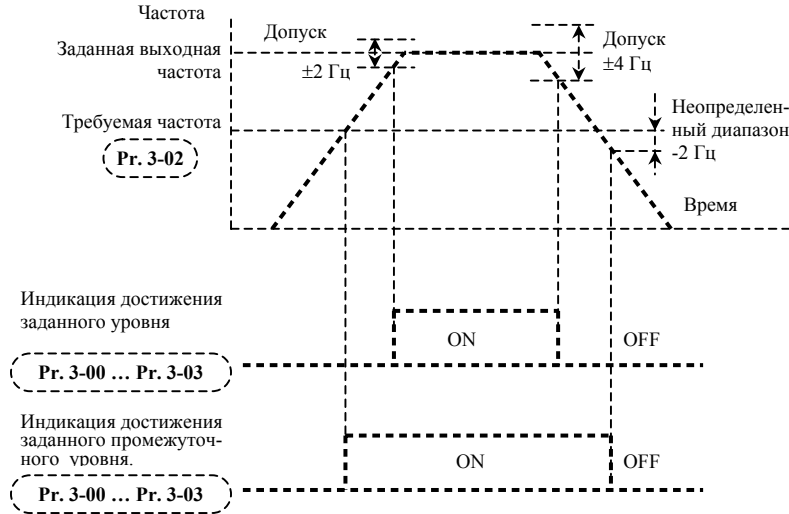 Частота
Допуск
Заданная выходная
частота
±2 Гц
Допуск
±4 Гц
Требуемая частота
Pr. 3-02
Неопределен-
ный диапазон
-2 Гц
Время
Индикация достижения
заданного уровня
ON
OFF
Pr. 3-00 ... Pr. 3-03
Индикация достижения
заданного промежуточ-
ного уровня.
ON
OFF
Pr. 3-00 ... Pr. 3-03